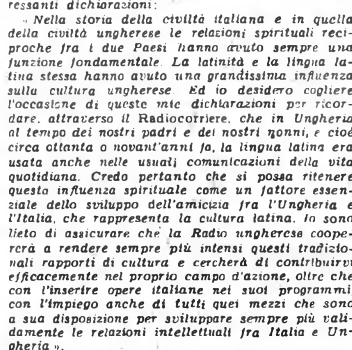 ressanti dichiarazioni:
« Nella storia della civiltà italiana e in quella
della civiltà ungherese le relazioni spirituali reci-
proche fra i due Paesi hanno avuto sempre una
funzione fondamentale. La latinità e la lingua la-
tina stessa hanno avuto una grandissima influenza
sulla cultura ungherese. Ed io desidero cogliere
l'occasione di queste mie dichiarazioni per ricor-
dare, attraverso il Radiocorriere, che in Ungheria
al tempo dei nostri padri e dei nostri nonni, e cioè
circa ottanta o novant'anni fa, la lingua latina era
usata anche nelle usuali comunicazioni della vita
quotidiana. Credo pertanto che si possa ritenere
questa influenza spirituale come un fattore essen-
ziale dello sviluppo dell'amicizia fra l'Ungheria e
l'Italia, che rappresenta la cultura latina. Io sono
lieto di assicurare che la Radio ungherese coope-
rerà a rendere sempre più intensi questi tradizio-
nali rapporti di cultura e cercherà di contribuirvi
efficacemente nel proprio campo d'azione, oltre che
con l'inserire opere italiane nei suoi programmi
con l'impiego anche di tutti quei mezzi che sono
a sua disposizione per sviluppare sempre più vali-
damente le relazioni intellettuali fra Italia e Un-
gheria ».